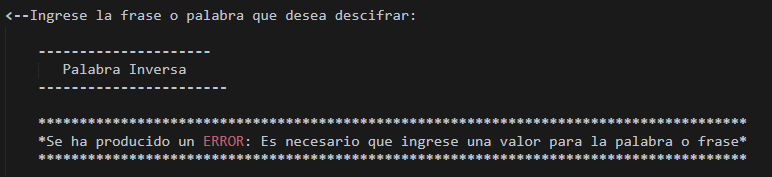 <--Ingrese la frase o palabra que desea descifrar:
---------------------
Palabra Inversa
-----------------------
**************************************************************************************
*Se ha producido un ERROR: Es necesario que ingrese una valor para la palabra o frase*
**************************************************************************************